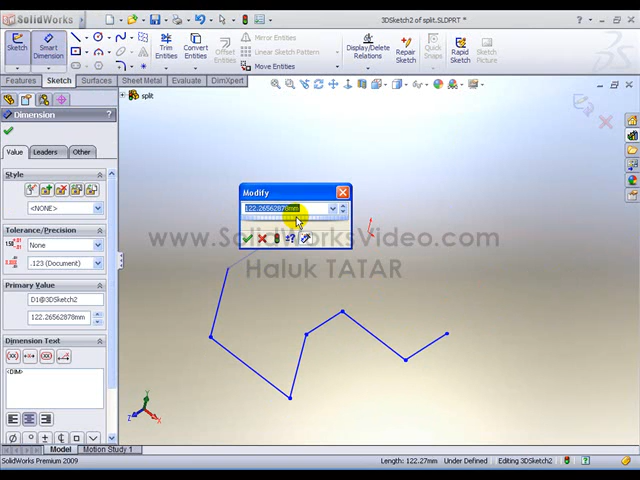 SolidWorks
3DSketch2 of split.SLDPRT *
Sketch
Smart Dimension
Trim Entities
Convert Entities
Offset Entities
Mirror Entities
Linear Sketch Pattern
Move Entities
Display/Delete Relations
Repair Sketch
Quick Snaps
Rapid Sketch
Sketch Picture
Features
Sketch
Surfaces
Sheet Metal
Evaluate
DimXpert
split
Dimension
?
Value
Leaders
Other
Style
<NONE>
Tolerance/Precision
None
.123 (Document)
Primary Value
D1@3DSketch2
122.26562878mm
Dimension Text
<DIM>
Modify
122.26562878mm
±?
www.SolidWorksVideo.com
Haluk TATAR
Y
Z
X
Model
Motion Study 1
SolidWorks Premium 2009
Length: 122.27mm
Under Defined
Editing 3DSketch2